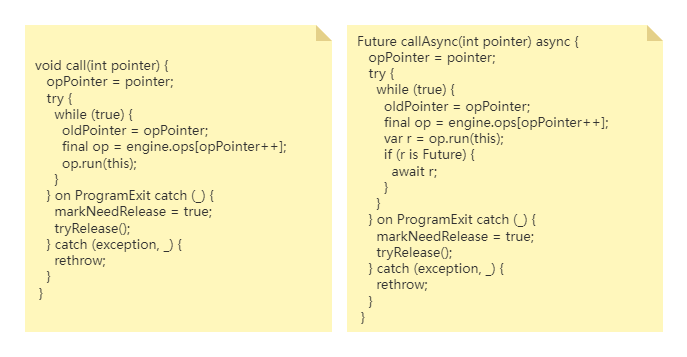 void call(int pointer) {
opPointer = pointer;
try {
while (true) {
oldPointer = opPointer;
final op = engine.ops[opPointer++];
op.run(this);
}
} on ProgramExit catch (_) {
markNeedRelease = true;
tryRelease();
} catch (exception, _) {
rethrow;
}
}
Future callAsync(int pointer) async {
opPointer = pointer;
try {
while (true) {
oldPointer = opPointer;
final op = engine.ops[opPointer++];
var r = op.run(this);
if (r is Future) {
await r;
}
}
} on ProgramExit catch (_) {
markNeedRelease = true;
tryRelease();
} catch (exception, _) {
rethrow;
}
}